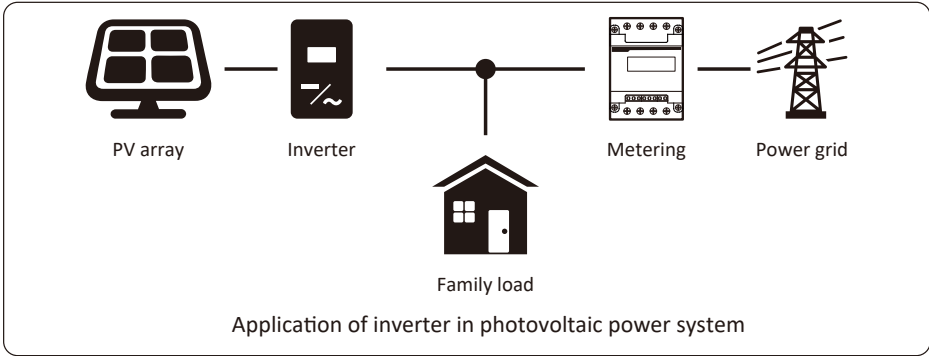 PV array
Inverter
Metering
Power grid
Family load
Application of inverter in photovoltaic power system